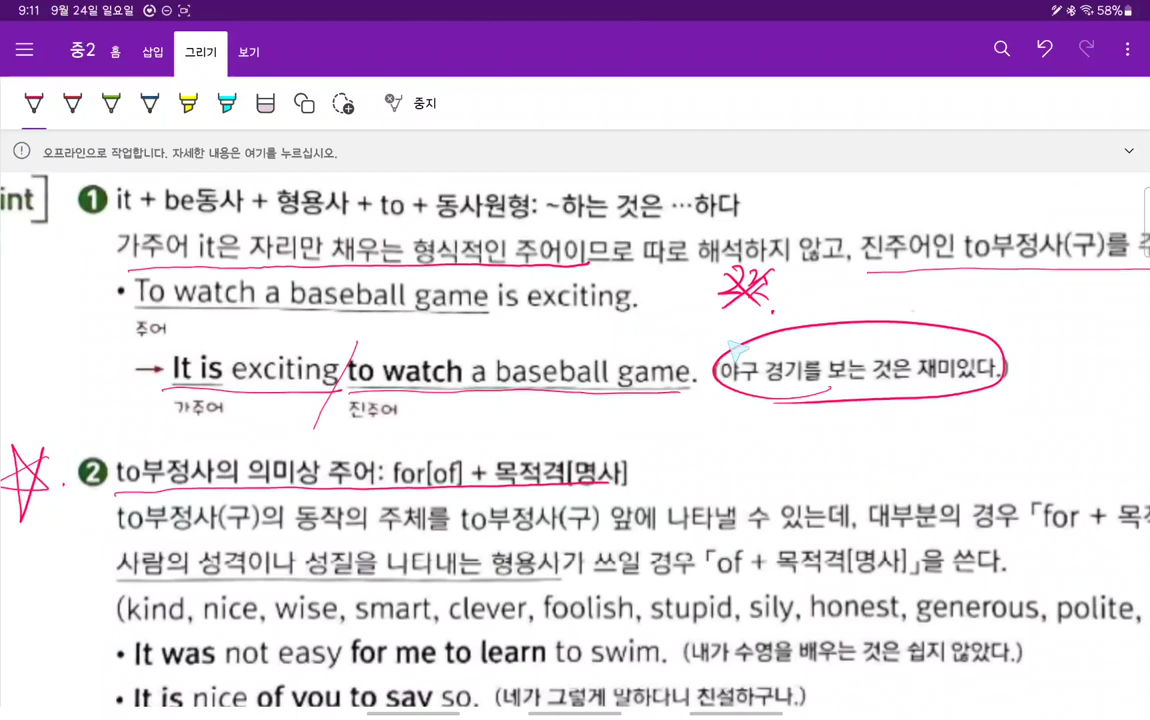 9:11 9월 24일 일요일 58%
중2 홈 삽입 그리기 보기
중지
오프라인으로 작업합니다. 자세한 내용은 여기를 누르십시오.
int] ❶ it + be동사 + 형용사 + to + 동사원형: ~하는 것은 …하다
가주어 it은 자리만 채우는 형식적인 주어이므로 따로 해석하지 않고, 진주어인 to부정사(구)를
• To watch a baseball game is exciting.
주어
→ It is exciting to watch a baseball game. (야구 경기를 보는 것은 재미있다.)
가주어 진주어
❷ to부정사의 의미상 주어: for[of] + 목적격[명사]
to부정사(구)의 동작의 주체를 to부정사(구) 앞에 나타낼 수 있는데, 대부분의 경우 「for + 목적
사람의 성격이나 성질을 니타내는 형용시가 쓰일 경우 「of + 목적격[명사]」을 쓴다.
(kind, nice, wise, smart, clever, foolish, stupid, sily, honest, generous, polite,
• It was not easy for me to learn to swim. (내가 수영을 배우는 것은 쉽지 않았다.)
• It is nice of you to say so. (네가 그렇게 말하다니 친설하구나.)